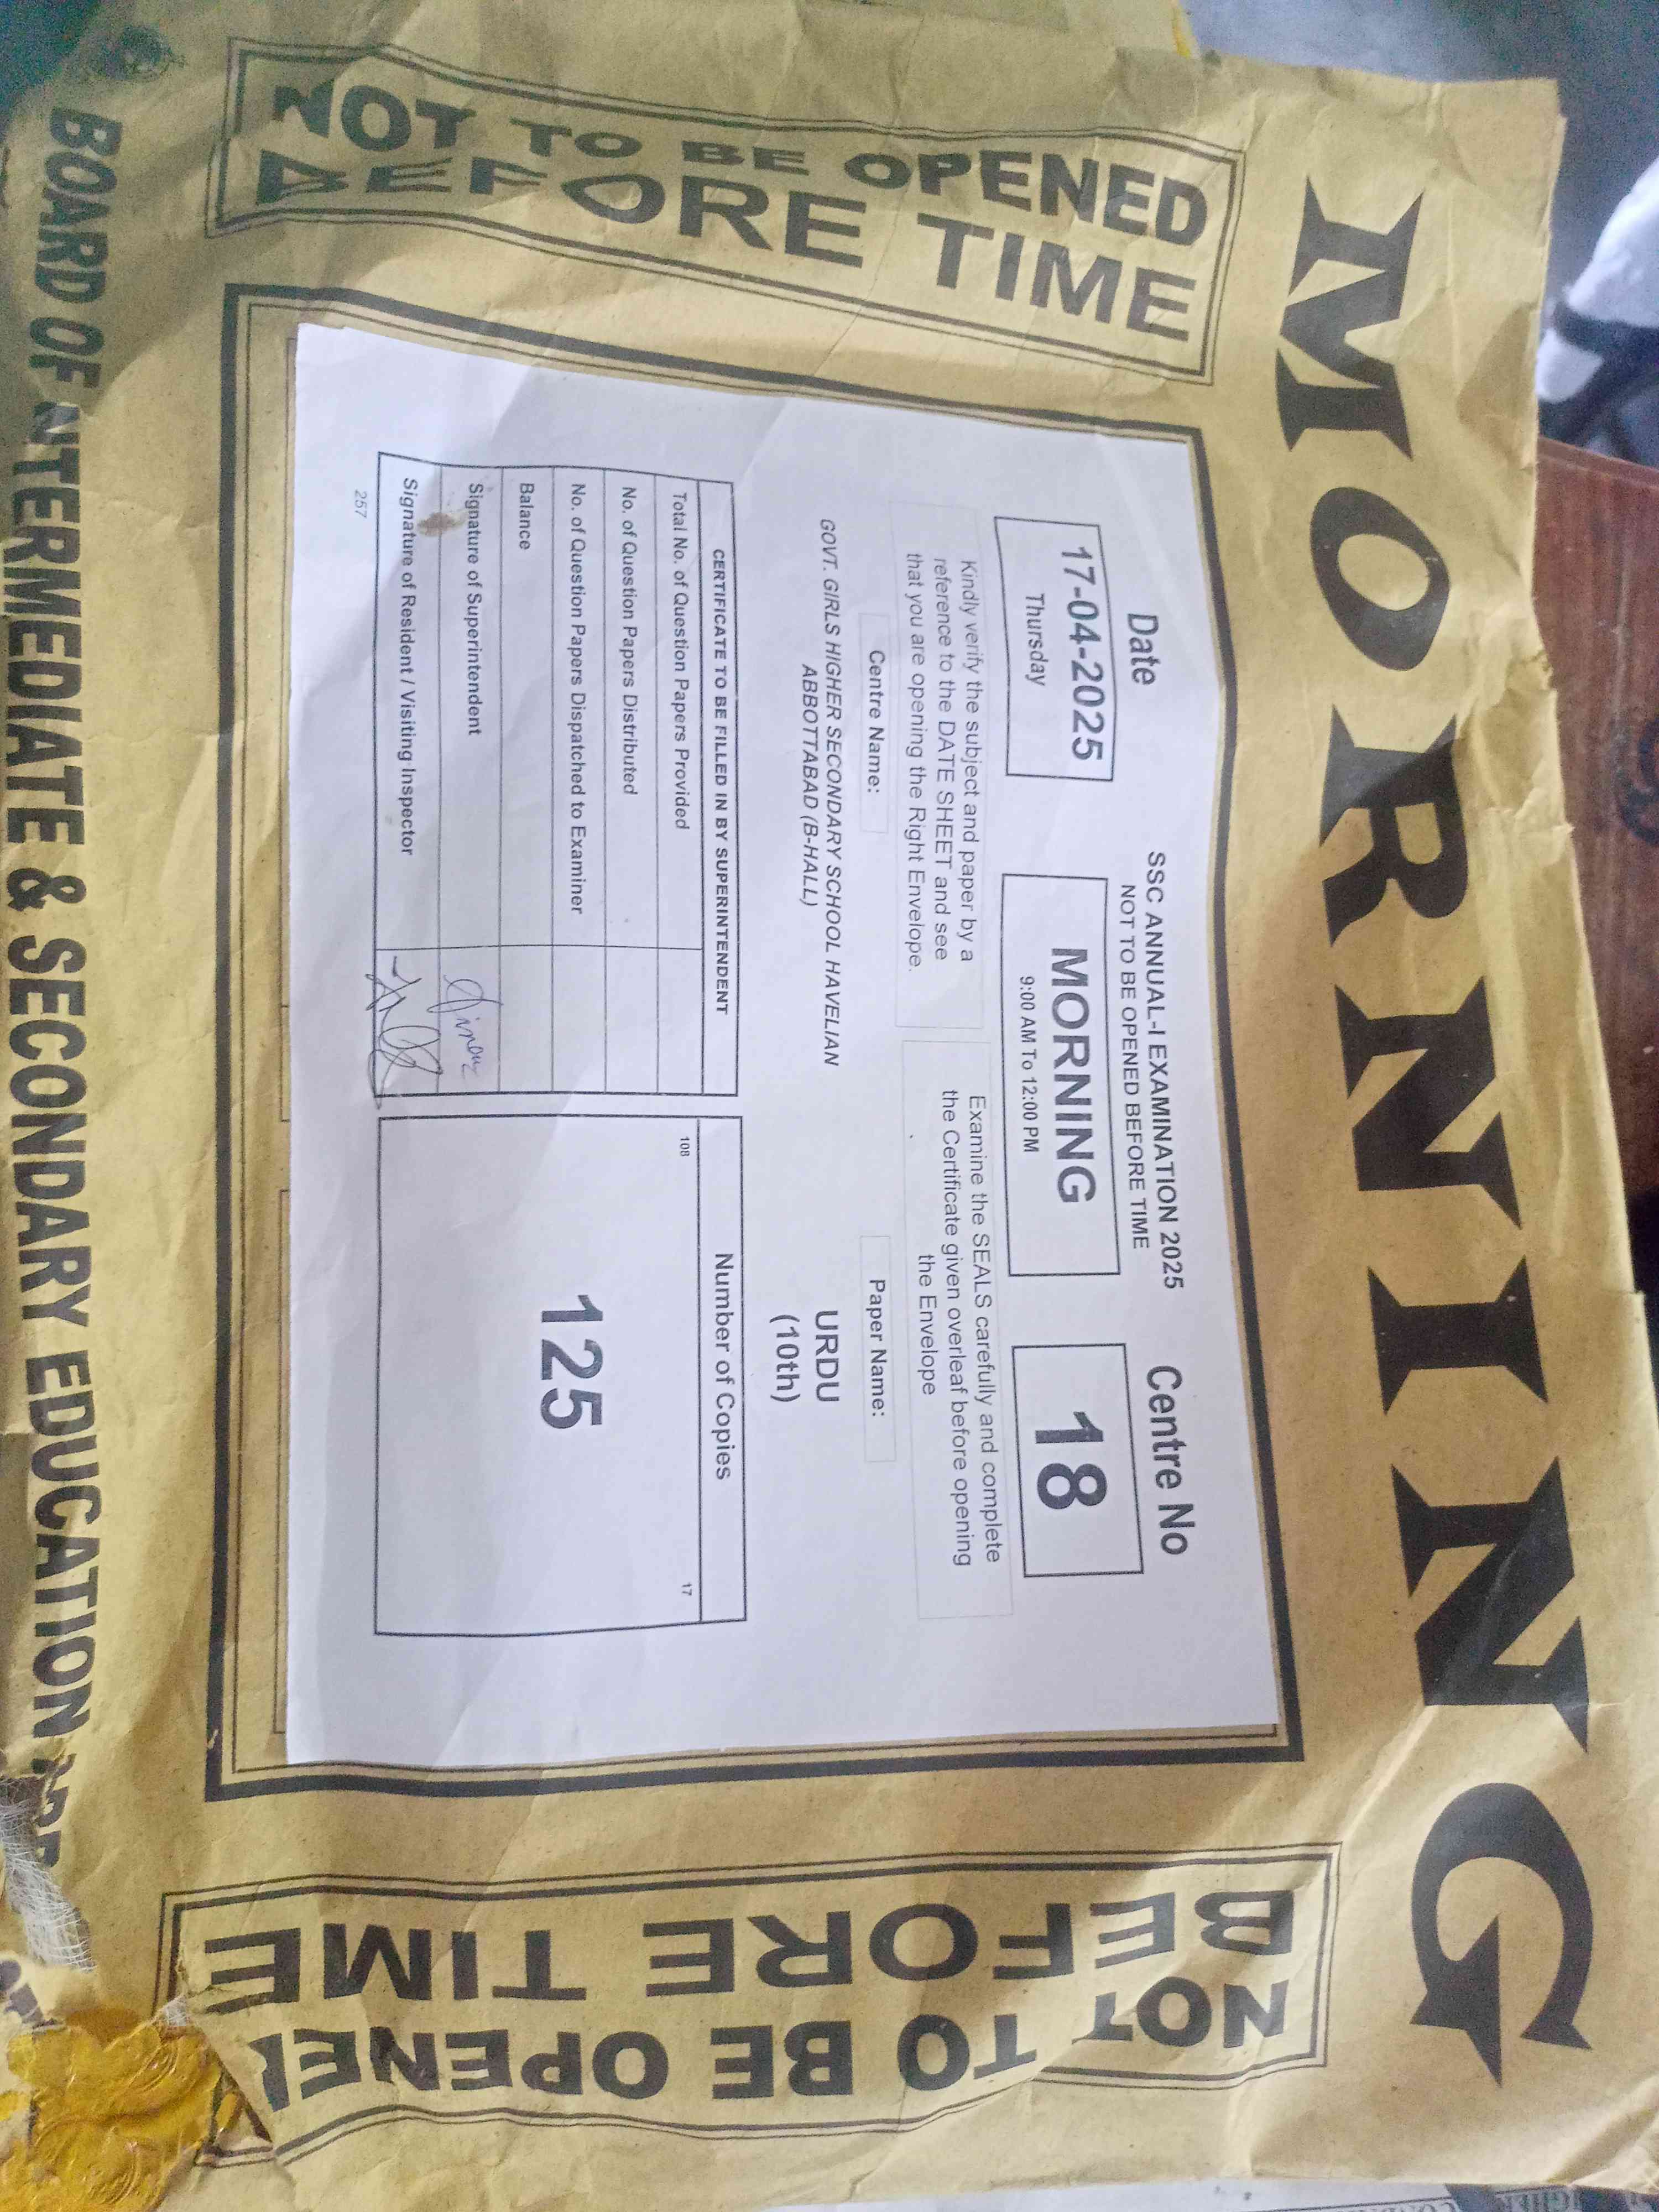 MORNING
NOT TO BE OPENED
BEFORE TIME
SSC ANNUAL-I EXAMINATION 2025
NOT TO BE OPENED BEFORE TIME
Date
Centre No
17-04-2025
Thursday
MORNING
9:00 AM To 12:00 PM
18
Kindly verify the subject and paper by a
reference to the DATE SHEET and see
that you are opening the Right Envelope.
Examine the SEALS carefully and complete
the Certificate given overleaf before opening
the Envelope
Centre Name:
Paper Name:
GOVT. GIRLS HIGHER SECONDARY SCHOOL HAVELIAN
ABBOTTABAD (B-HALL)
URDU
(10th)
CERTIFICATE TO BE FILLED IN BY SUPERINTENDENT
Total No. of Question Papers Provided
No. of Question Papers Distributed
No. of Question Papers Dispatched to Examiner
Balance
Signature of Superintendent
Signature of Resident / Visiting Inspector
257
Number of Copies
108
17
125
NOT TO BE OPENED
BEFORE TIME
BOARD OF INTERMEDIATE & SECONDARY EDUCATION